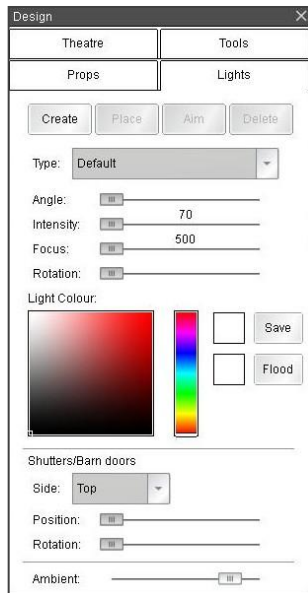 Design
Theatre
Tools
Props
Lights
Create
Place
Aim
Delete
Type:
Default
Angle:
70
Intensity:
500
Focus:
Rotation:
Light Colour:
Save
Flood
Shutters/Barn doors
Side:
Top
Position:
Rotation:
Ambient: